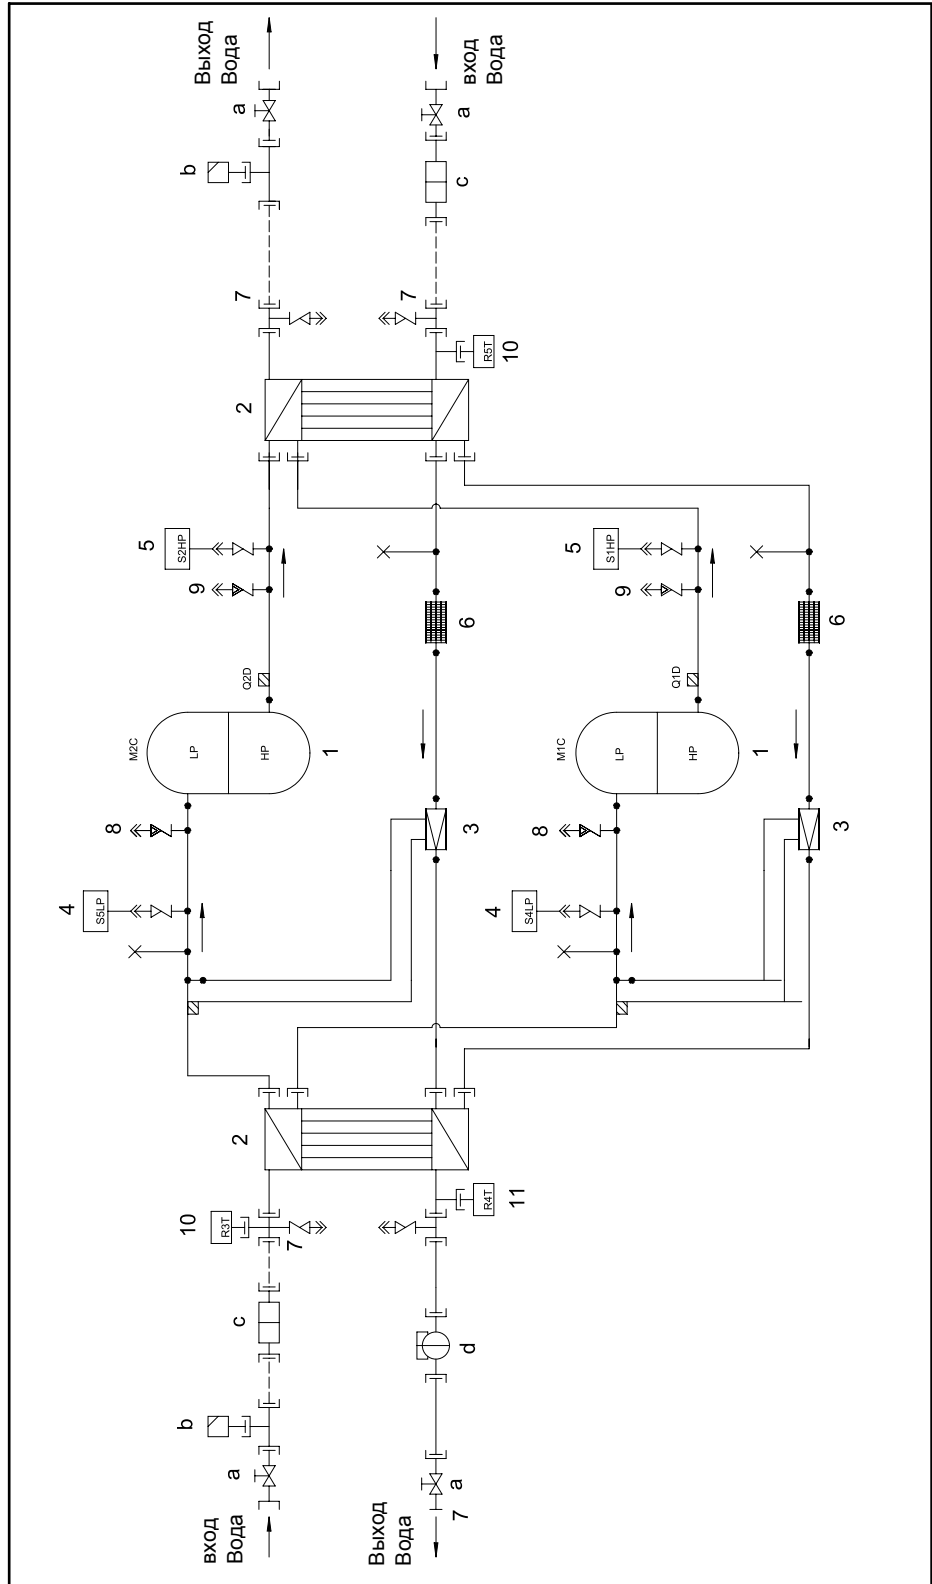 Выход
Вода
вход
Вода
a
a
b
c
7
7
R5T
10
2
S2HP
5
9
S1HP
5
9
6
6
Q2D
Q1D
M2C
LP
HP
1
M1C
LP
HP
1
8
3
8
3
S5LP
4
S4LP
4
2
R4T
11
R3T
10
7
c
d
b
a
a
7
вход
Вода
Выход
Вода